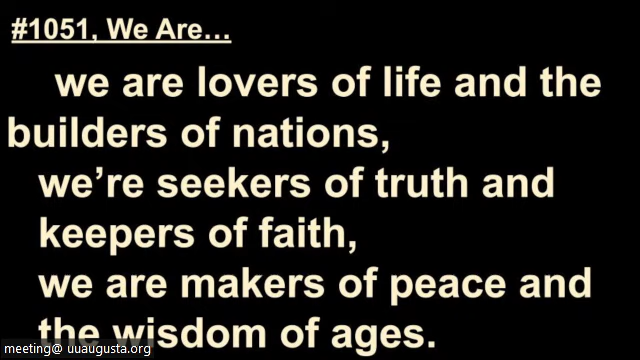 #1051, We Are…
we are lovers of life and the
builders of nations,
we’re seekers of truth and
keepers of faith,
we are makers of peace and
the wisdom of ages.
meeting@ uuaugusta.org